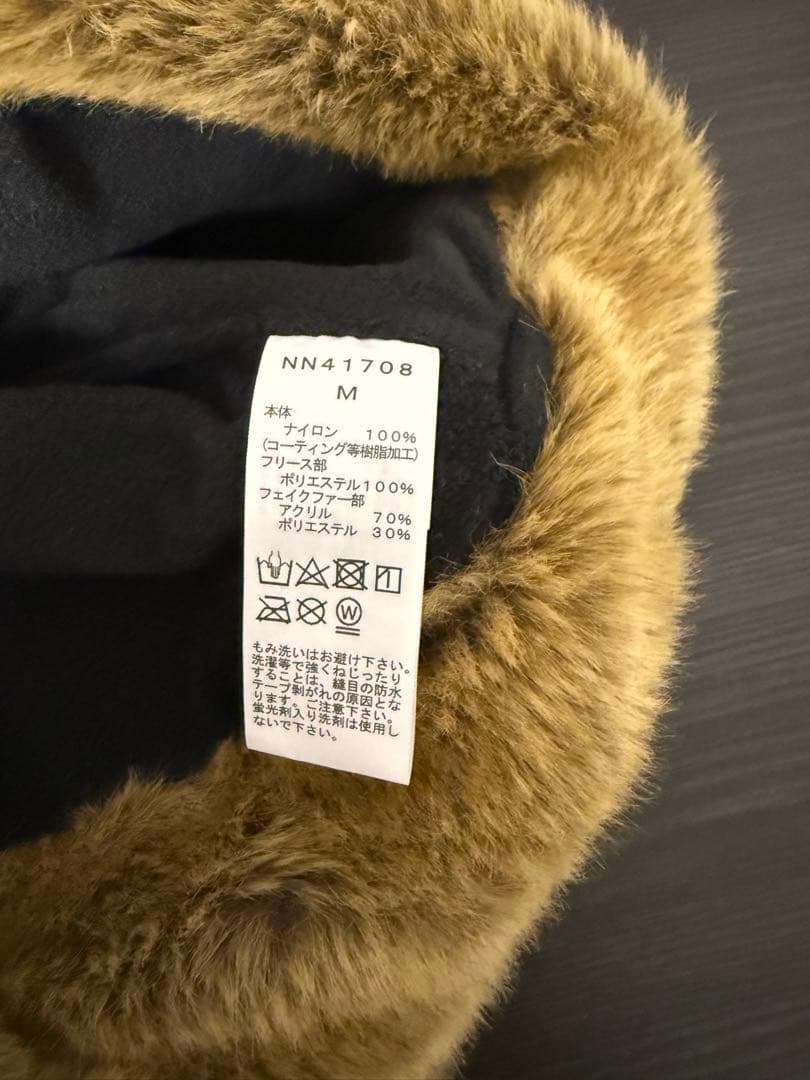 NN41708
M
本体
ナイロン 100%
(コーティング等樹脂加工)
フリース部
ポリエステル100%
フェイクファー部
アクリル 70%
ポリエステル 30%
1
W
もみ洗いはお避け下さい。
洗濯等で強くねじったり
することは、縫目の防水
テープ剥がれの原因とな
ります。ご注意下さい。
蛍光剤入り洗剤は使用し
ないで下さい。